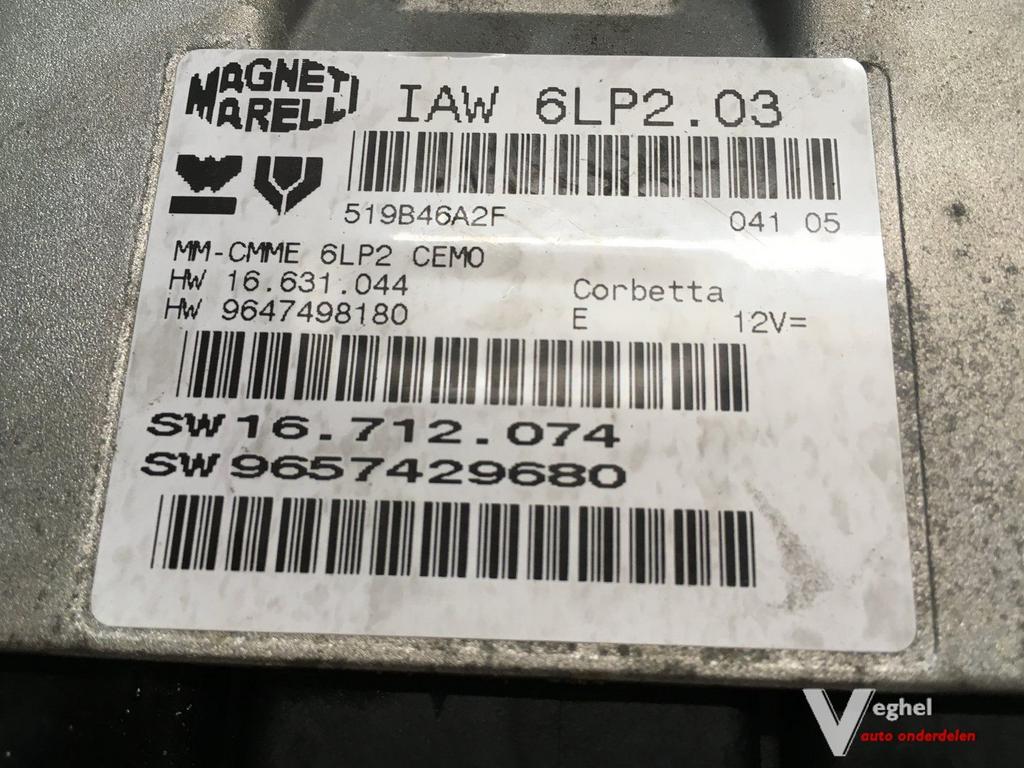 MAGNETI
MARELLI
IAW 6LP2.03
519B46A2F 041 05
MM-CMME 6LP2 CEMO
HW 16.631.044 Corbetta
HW 9647498180 E 12V=
SW 16.712.074
SW 9657429680
Veghel
auto onderdelen